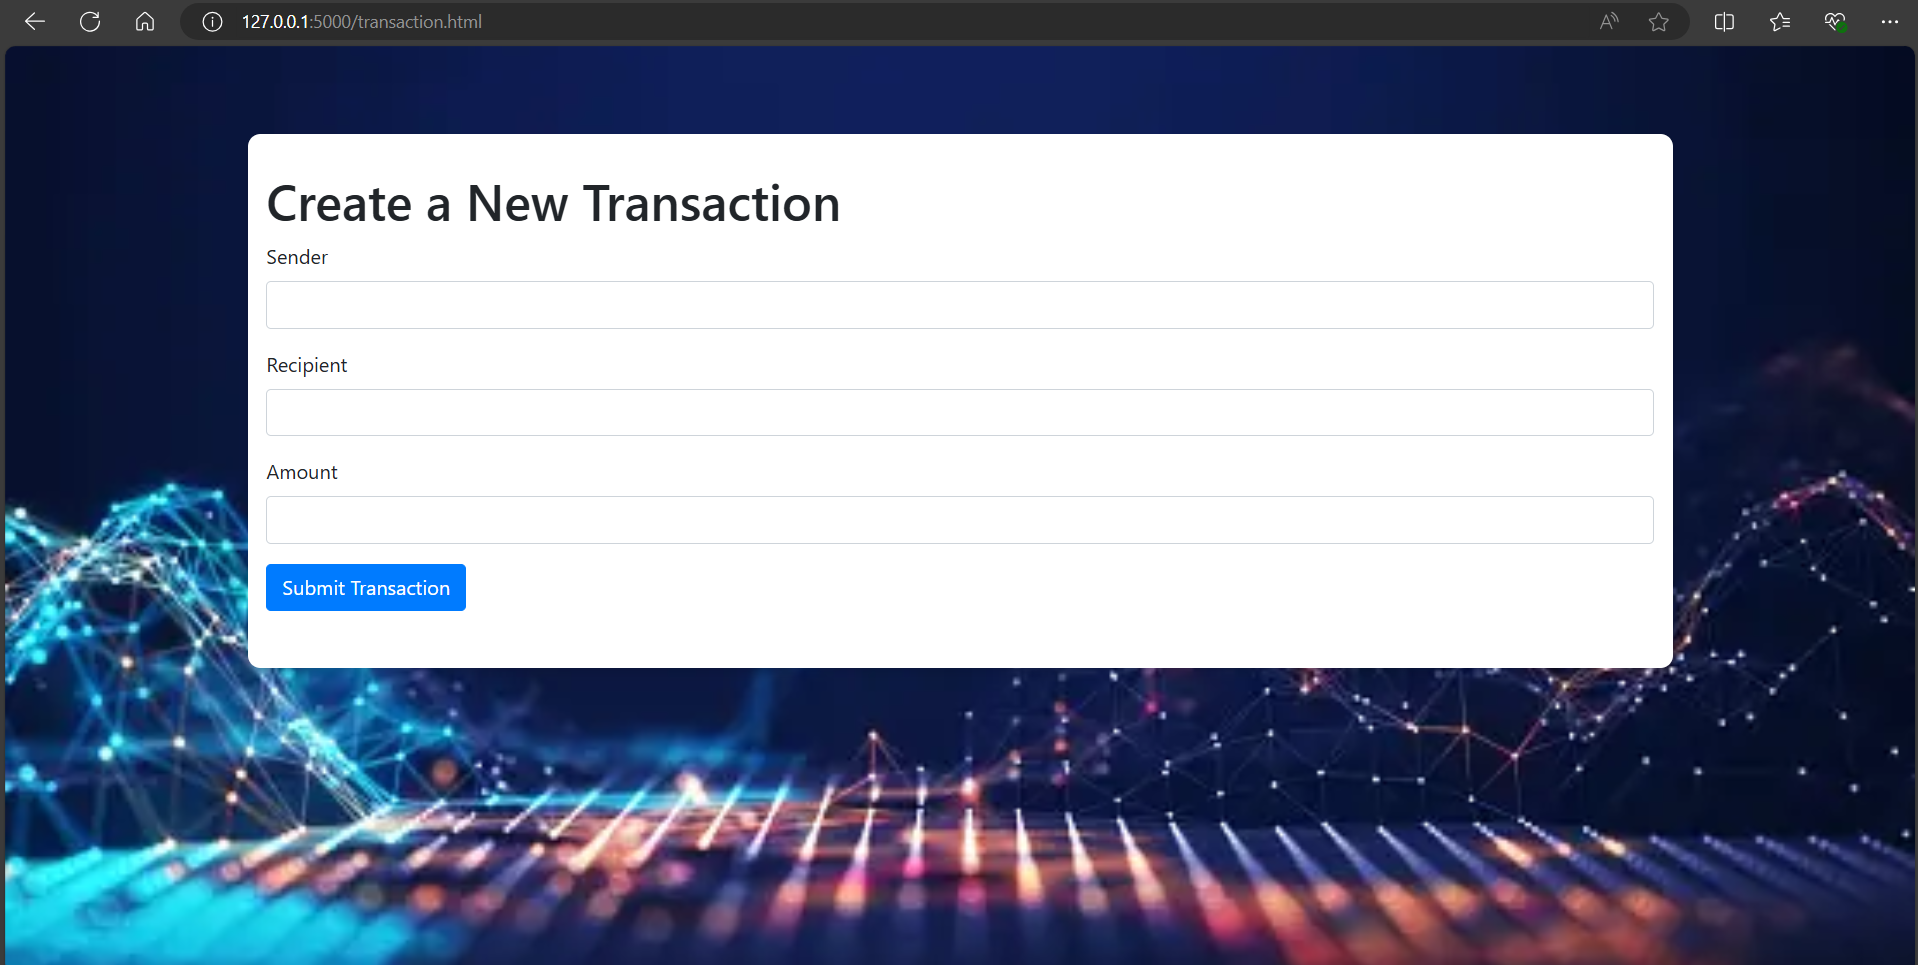 127.0.0.1:5000/transaction.html
Create a New Transaction
Sender
Recipient
Amount
Submit Transaction